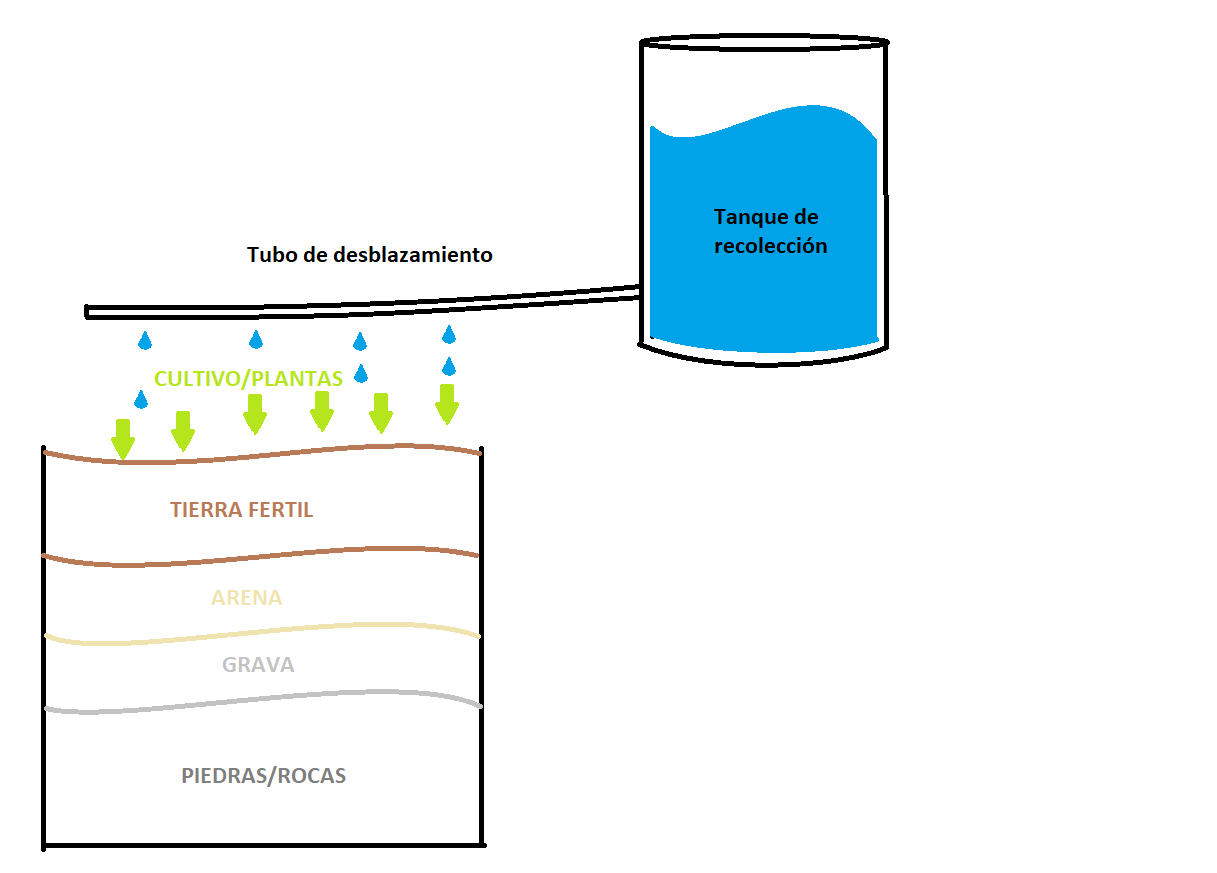 Tanque de
recolección
Tubo de desblazamiento
CULTIVO/PLANTAS
TIERRA FERTIL
ARENA
GRAVA
PIEDRAS/ROCAS